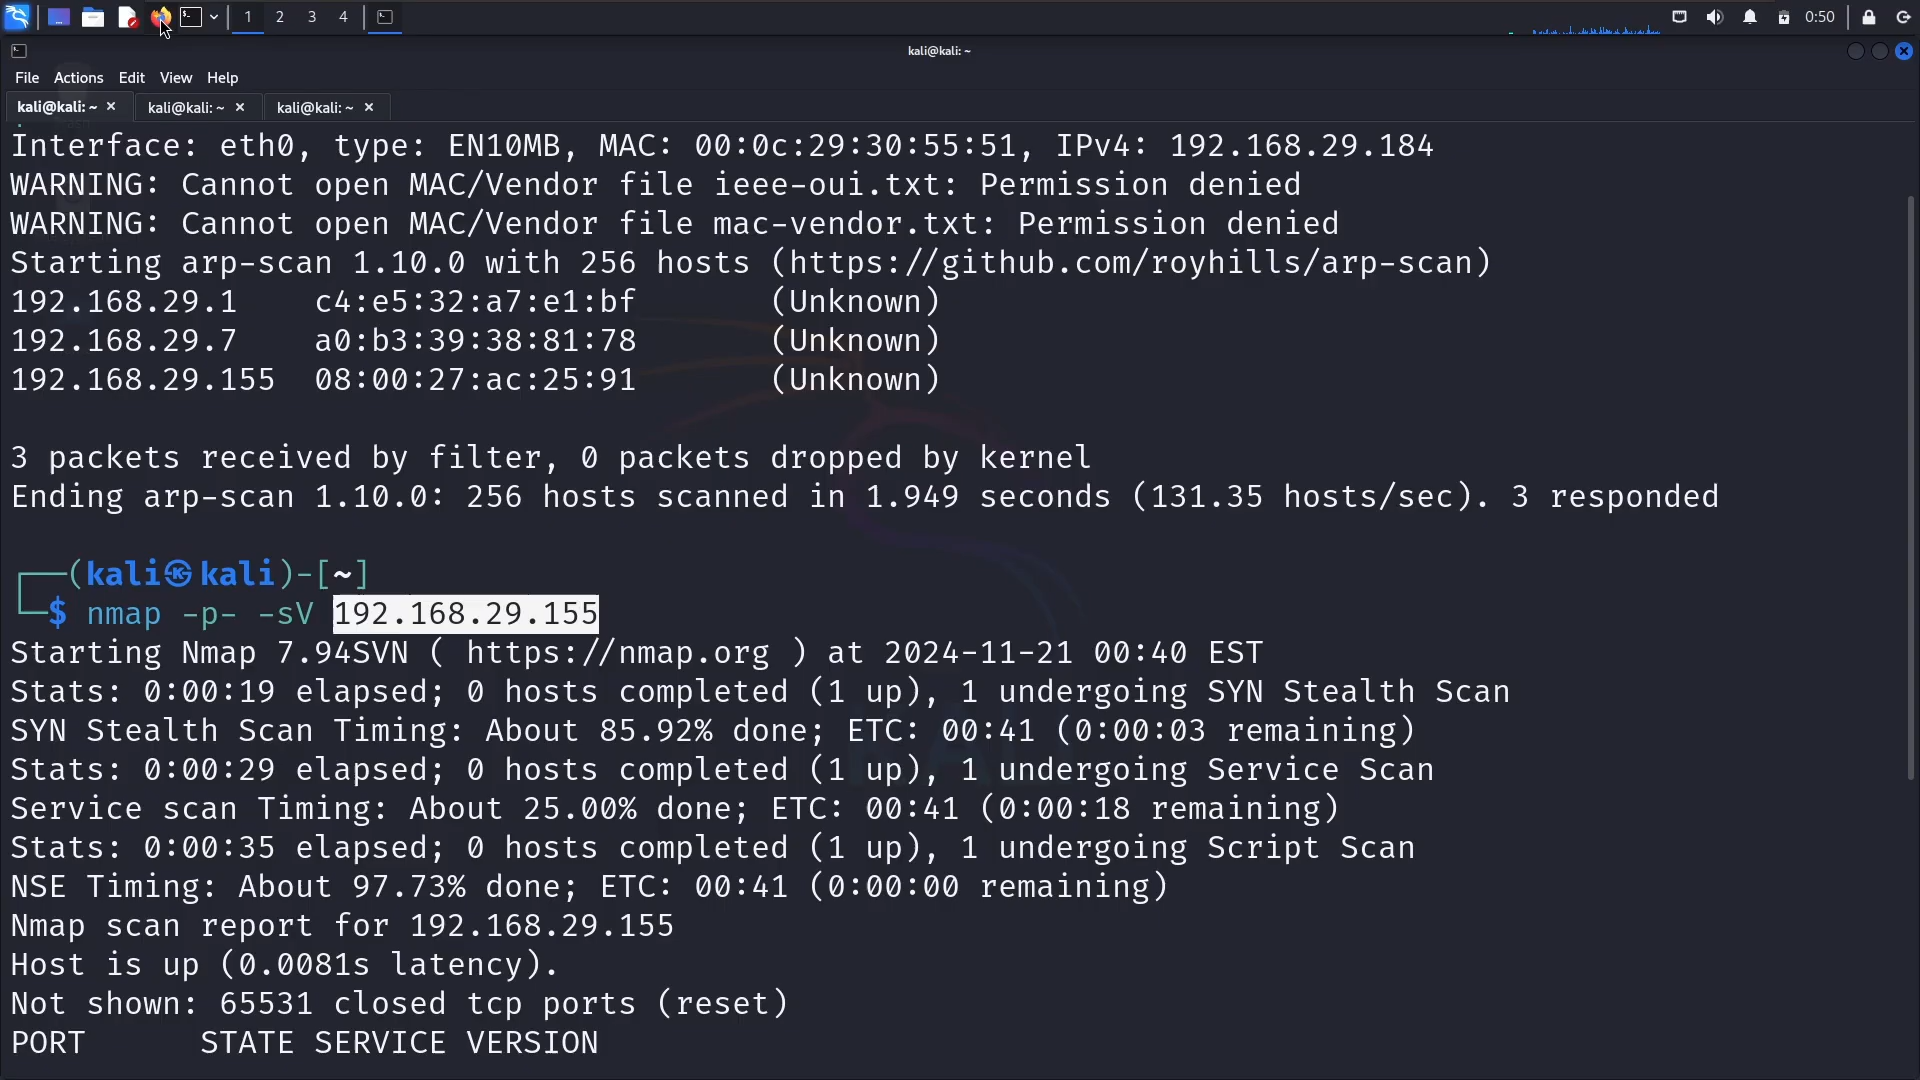 1 2 3 4 0:50
kali@kali: ~
File Actions Edit View Help
kali@kali: ~ × kali@kali: ~ × kali@kali: ~ ×
Interface: eth0, type: EN10MB, MAC: 00:0c:29:30:55:51, IPv4: 192.168.29.184
WARNING: Cannot open MAC/Vendor file ieee-oui.txt: Permission denied
WARNING: Cannot open MAC/Vendor file mac-vendor.txt: Permission denied
Starting arp-scan 1.10.0 with 256 hosts (https://github.com/royhills/arp-scan)
192.168.29.1 c4:e5:32:a7:e1:bf (Unknown)
192.168.29.7 a0:b3:39:38:81:78 (Unknown)
192.168.29.155 08:00:27:ac:25:91 (Unknown)
3 packets received by filter, 0 packets dropped by kernel
Ending arp-scan 1.10.0: 256 hosts scanned in 1.949 seconds (131.35 hosts/sec). 3 responded
┌──(kali㉿kali)-[~]
└─$ nmap -p- -sV 192.168.29.155
Starting Nmap 7.94SVN ( https://nmap.org ) at 2024-11-21 00:40 EST
Stats: 0:00:19 elapsed; 0 hosts completed (1 up), 1 undergoing SYN Stealth Scan
SYN Stealth Scan Timing: About 85.92% done; ETC: 00:41 (0:00:03 remaining)
Stats: 0:00:29 elapsed; 0 hosts completed (1 up), 1 undergoing Service Scan
Service scan Timing: About 25.00% done; ETC: 00:41 (0:00:18 remaining)
Stats: 0:00:35 elapsed; 0 hosts completed (1 up), 1 undergoing Script Scan
NSE Timing: About 97.73% done; ETC: 00:41 (0:00:00 remaining)
Nmap scan report for 192.168.29.155
Host is up (0.0081s latency).
Not shown: 65531 closed tcp ports (reset)
PORT STATE SERVICE VERSION